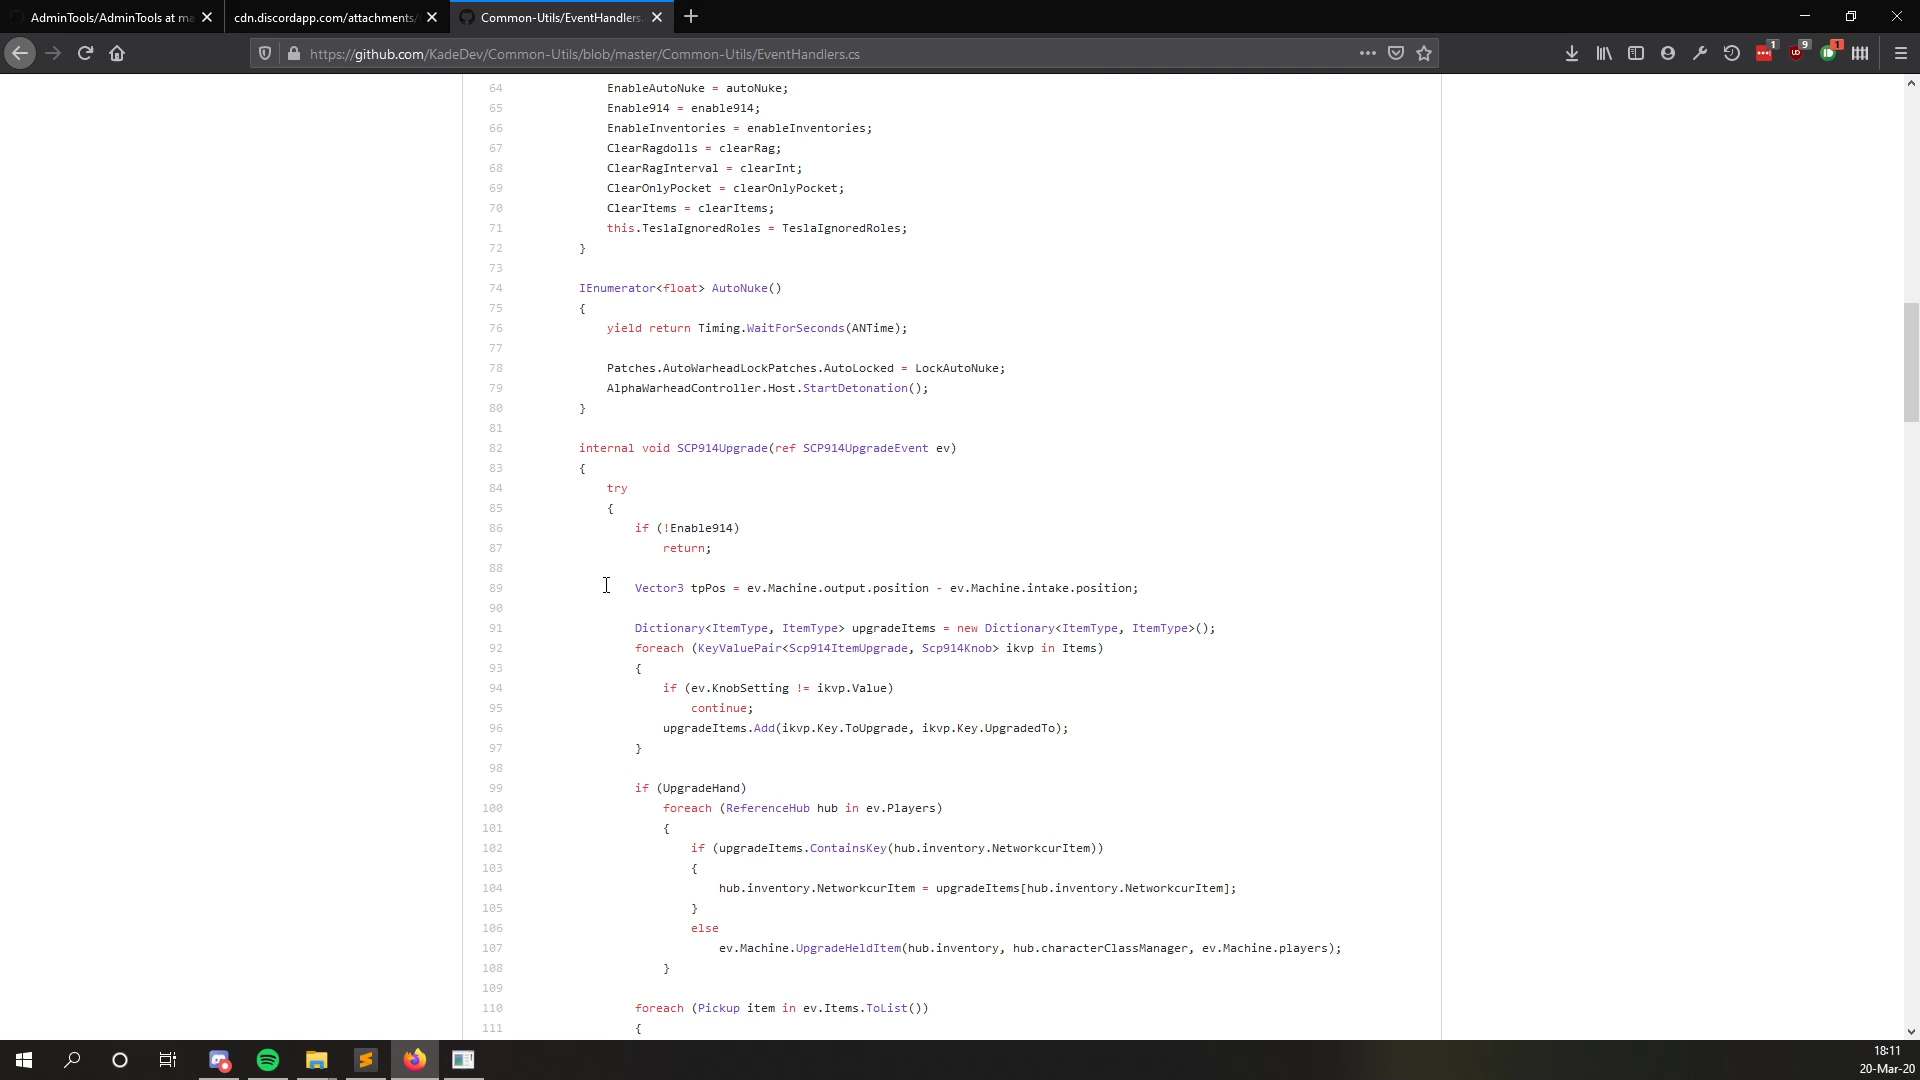 AdminTools/AdminTools at ma
cdn.discordapp.com/attachments/
Common-Utils/EventHandlers.
https://github.com/KadeDev/Common-Utils/blob/master/Common-Utils/EventHandlers.cs
1
9
1
64 EnableAutoNuke = autoNuke;
65 Enable914 = enable914;
66 EnableInventories = enableInventories;
67 ClearRagdolls = clearRag;
68 ClearRagInterval = clearInt;
69 ClearOnlyPocket = clearOnlyPocket;
70 ClearItems = clearItems;
71 this.TeslaIgnoredRoles = TeslaIgnoredRoles;
72 }
73
74 IEnumerator<float> AutoNuke()
75 {
76 yield return Timing.WaitForSeconds(ANTime);
77
78 Patches.AutoWarheadLockPatches.AutoLocked = LockAutoNuke;
79 AlphaWarheadController.Host.StartDetonation();
80 }
81
82 internal void SCP914Upgrade(ref SCP914UpgradeEvent ev)
83 {
84 try
85 {
86 if (!Enable914)
87 return;
88
89 Vector3 tpPos = ev.Machine.output.position - ev.Machine.intake.position;
90
91 Dictionary<ItemType, ItemType> upgradeItems = new Dictionary<ItemType, ItemType>();
92 foreach (KeyValuePair<Scp914ItemUpgrade, Scp914Knob> ikvp in Items)
93 {
94 if (ev.KnobSetting != ikvp.Value)
95 continue;
96 upgradeItems.Add(ikvp.Key.ToUpgrade, ikvp.Key.UpgradedTo);
97 }
98
99 if (UpgradeHand)
100 foreach (ReferenceHub hub in ev.Players)
101 {
102 if (upgradeItems.ContainsKey(hub.inventory.NetworkcurItem))
103 {
104 hub.inventory.NetworkcurItem = upgradeItems[hub.inventory.NetworkcurItem];
105 }
106 else
107 ev.Machine.UpgradeHeldItem(hub.inventory, hub.characterClassManager, ev.Machine.players);
108 }
109
110 foreach (Pickup item in ev.Items.ToList())
111 {
18:11
20-Mar-20